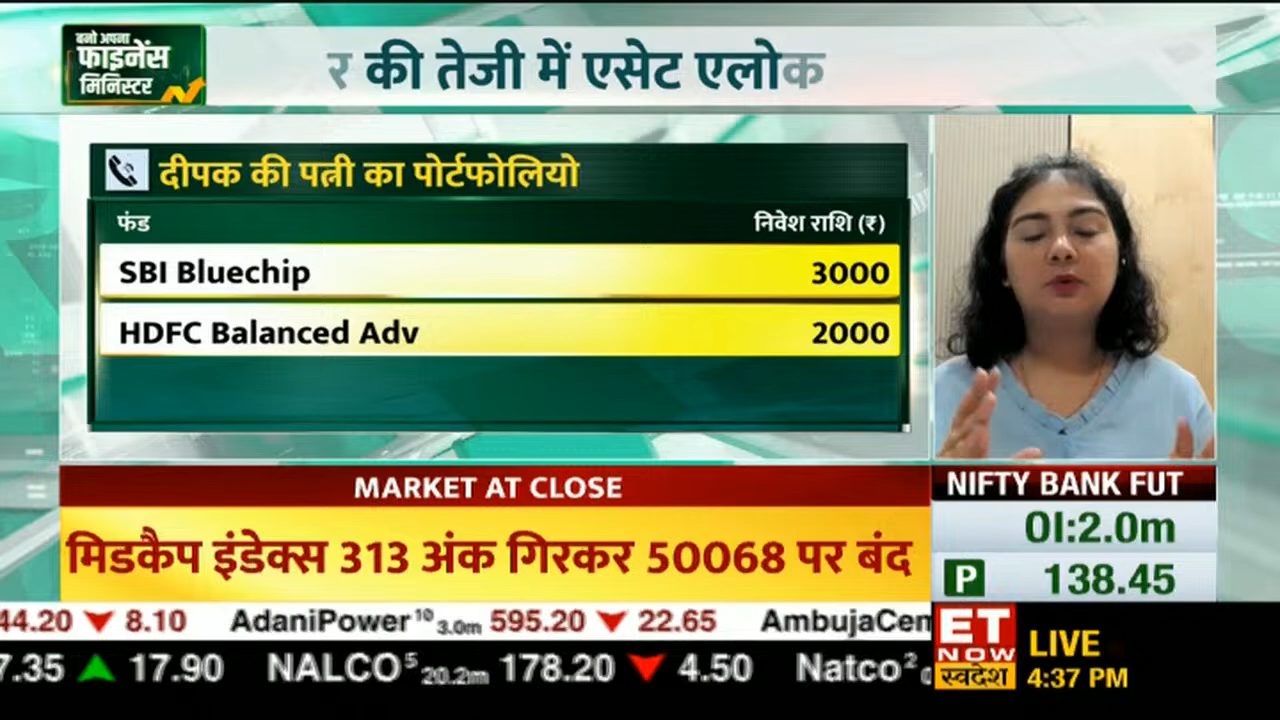 बनो अपना
फाइनेंस
मिनिस्टर
की तेजी में एसेट एलोक
दीपक की पत्नी का पोर्टफोलियो
फंड निवेश राशि (₹)
SBI Bluechip 3000
HDFC Balanced Adv 2000
MARKET AT CLOSE
मिडकैप इंडेक्स 313 अंक गिरकर 50068 पर बंद
NIFTY BANK FUT
OI:2.0m
P 138.45
44.20 ▼ 8.10 AdaniPower 10 3.0m 595.20 ▼ 22.65 AmbujaCem
7.35 ▲ 17.90 NALCO 5 20.2m 178.20 ▼ 4.50 Natco 2
ET
NOW
स्वदेश
LIVE
4:37 PM